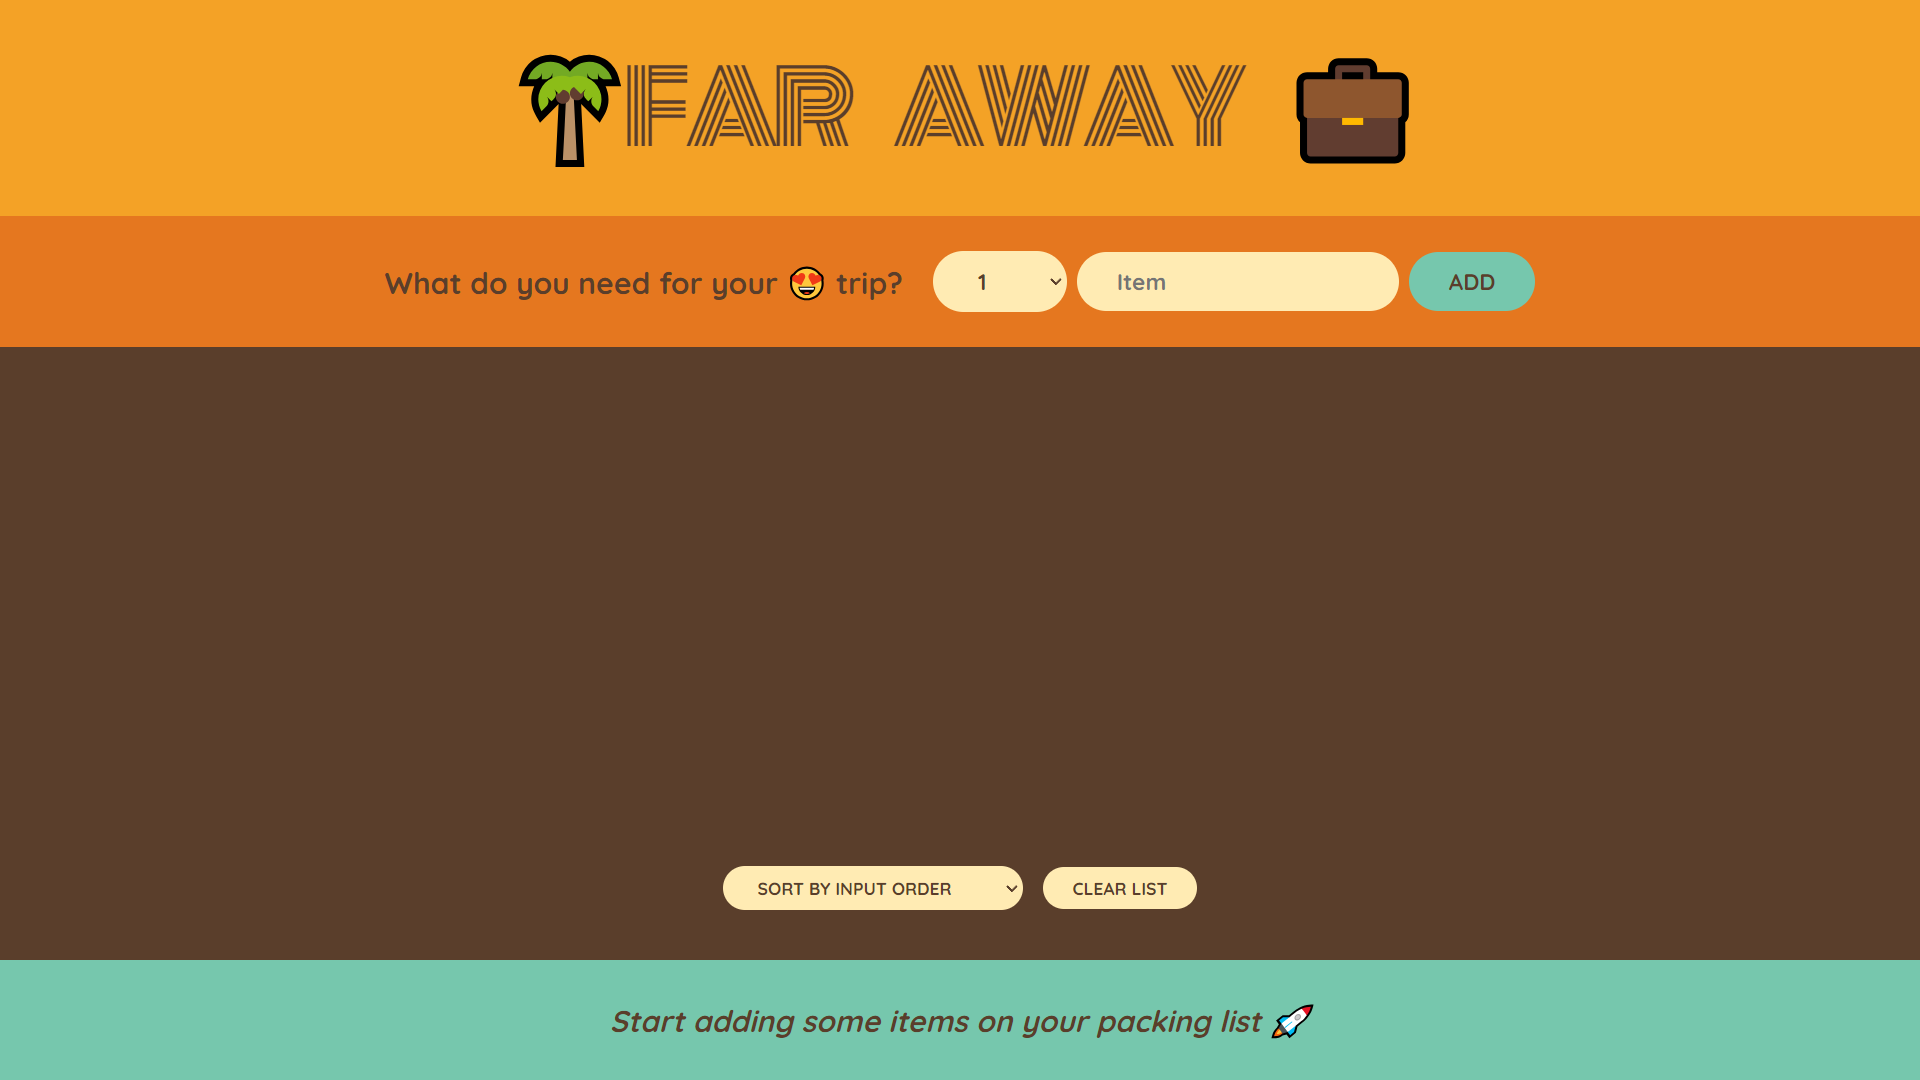 🌴FAR AWAY 💼
What do you need for your 😍 trip? 1 Item ADD
SORT BY INPUT ORDER CLEAR LIST
Start adding some items on your packing list 🚀